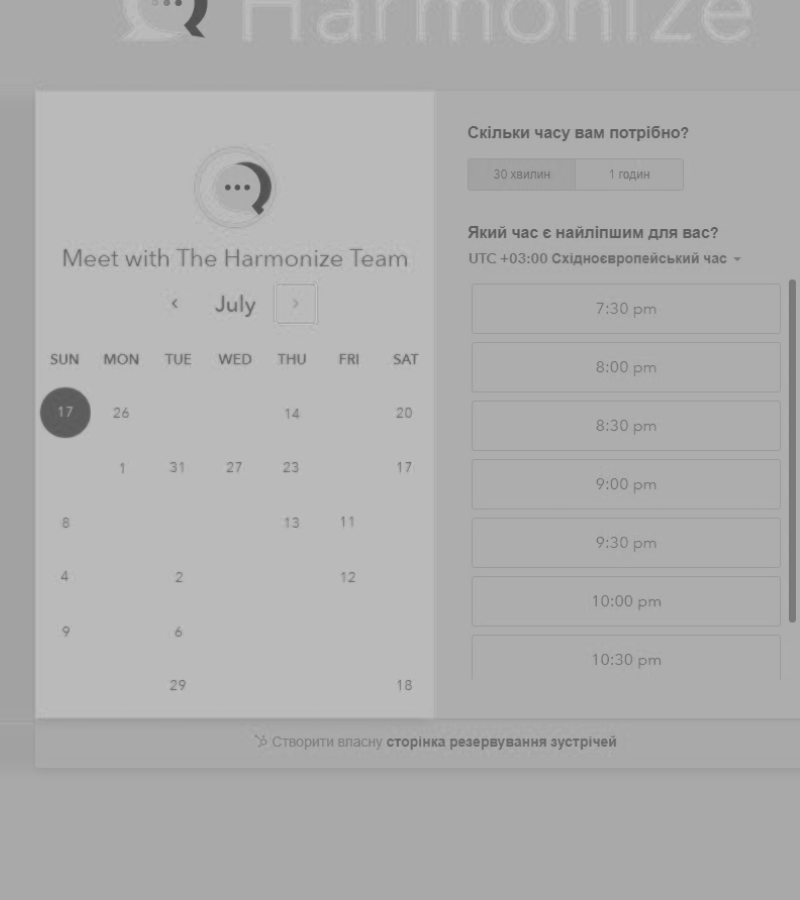 Harmonize
Meet with The Harmonize Team
July
SUN MON TUE WED THU FRI SAT
17 26 14 20
1 31 27 23 17
8 13 11
4 2 12
9 6
29 18
Скільки часу вам потрібно?
30 хвилин 1 годин
Який час є найліпшим для вас?
UTC +03:00 Східноєвропейський час
7:30 pm
8:00 pm
8:30 pm
9:00 pm
9:30 pm
10:00 pm
10:30 pm
Створити власну сторінка резервування зустрічей